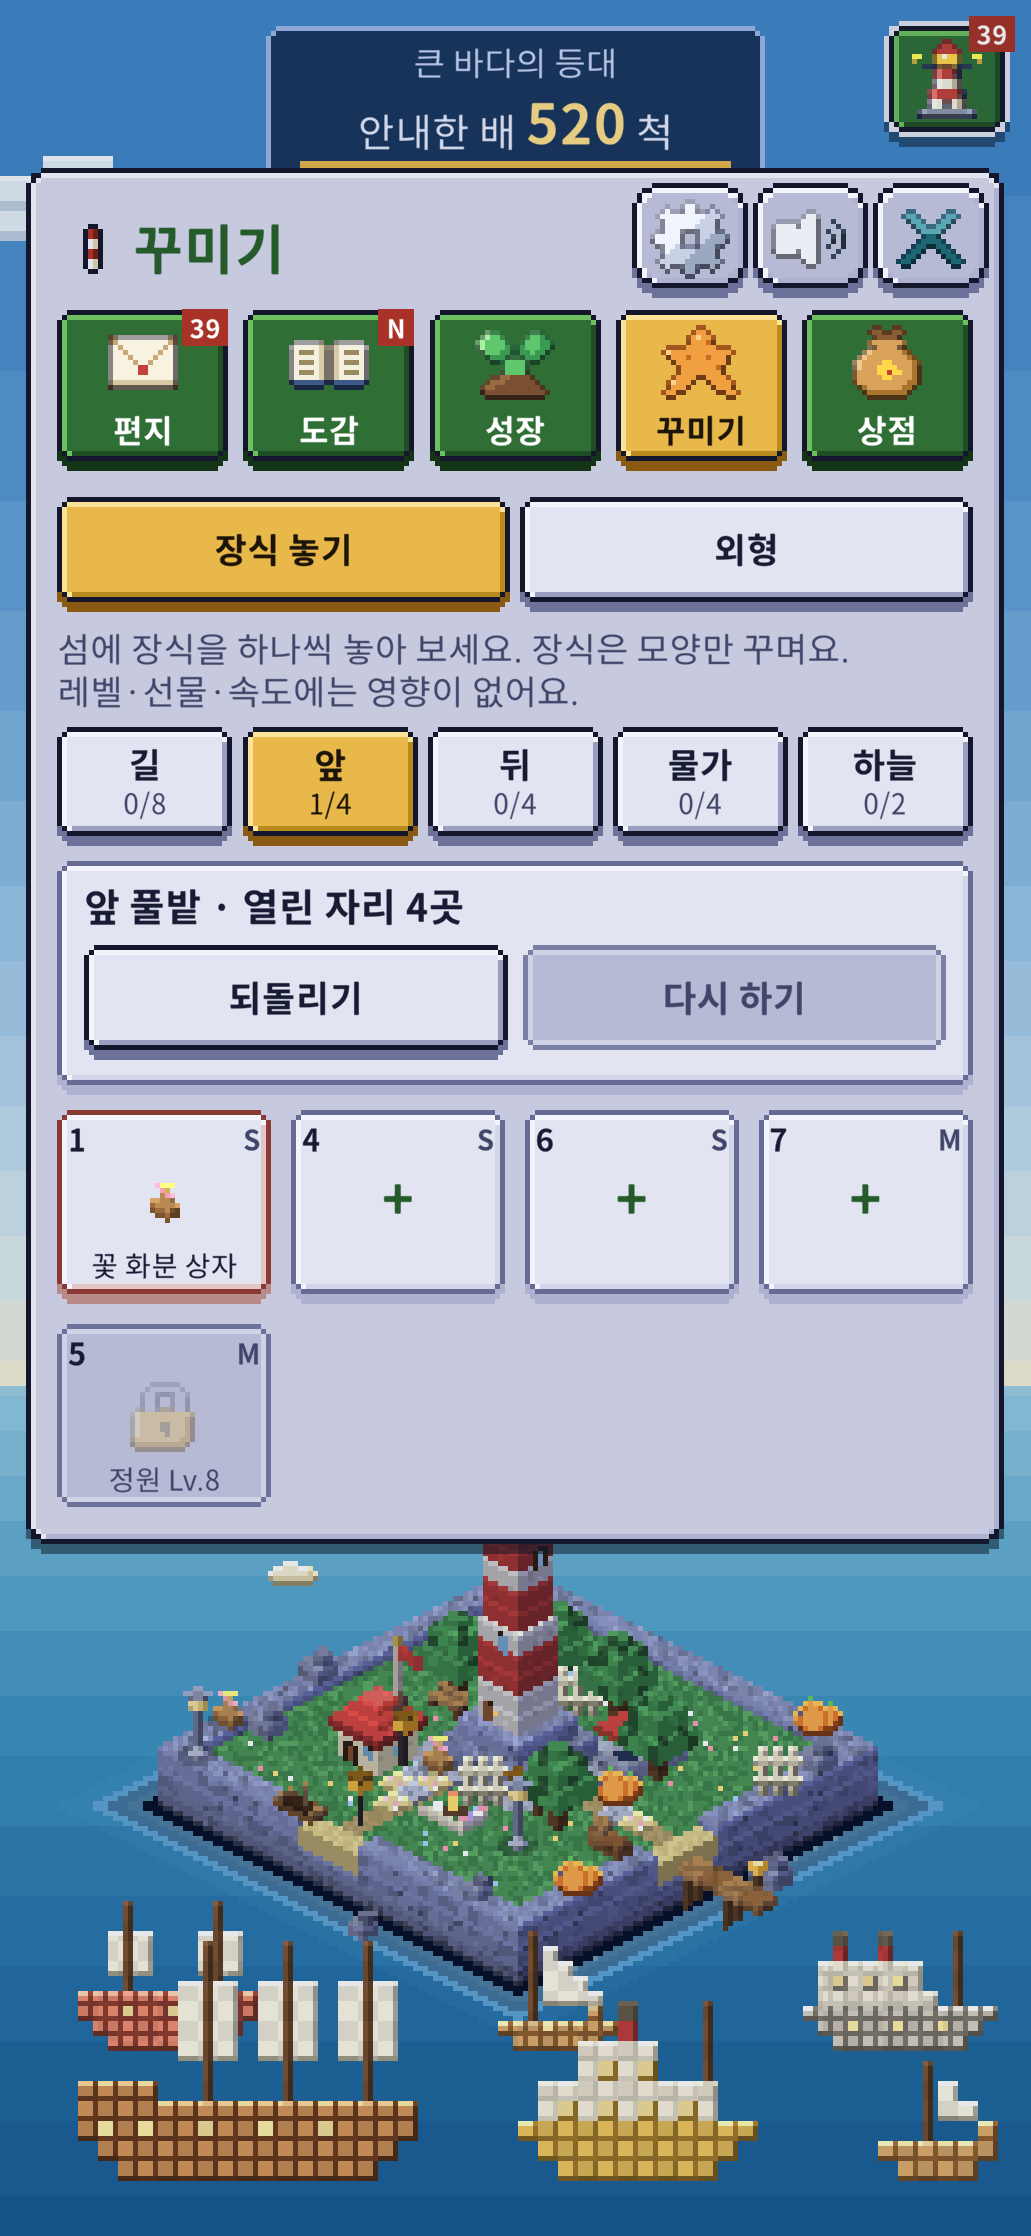 큰 바다의 등대
안내한 배 520 척
39
꾸미기
39
N
편지
도감
성장
꾸미기
상점
장식 놓기
외형
섬에 장식을 하나씩 놓아 보세요. 장식은 모양만 꾸며요.
레벨·선물·속도에는 영향이 없어요.
길
0/8
앞
1/4
뒤
0/4
물가
0/4
하늘
0/2
앞 풀밭 · 열린 자리 4곳
되돌리기
다시 하기
1 S
꽃 화분 상자
4 S
+
6 S
+
7 M
+
5 M
정원 Lv.8